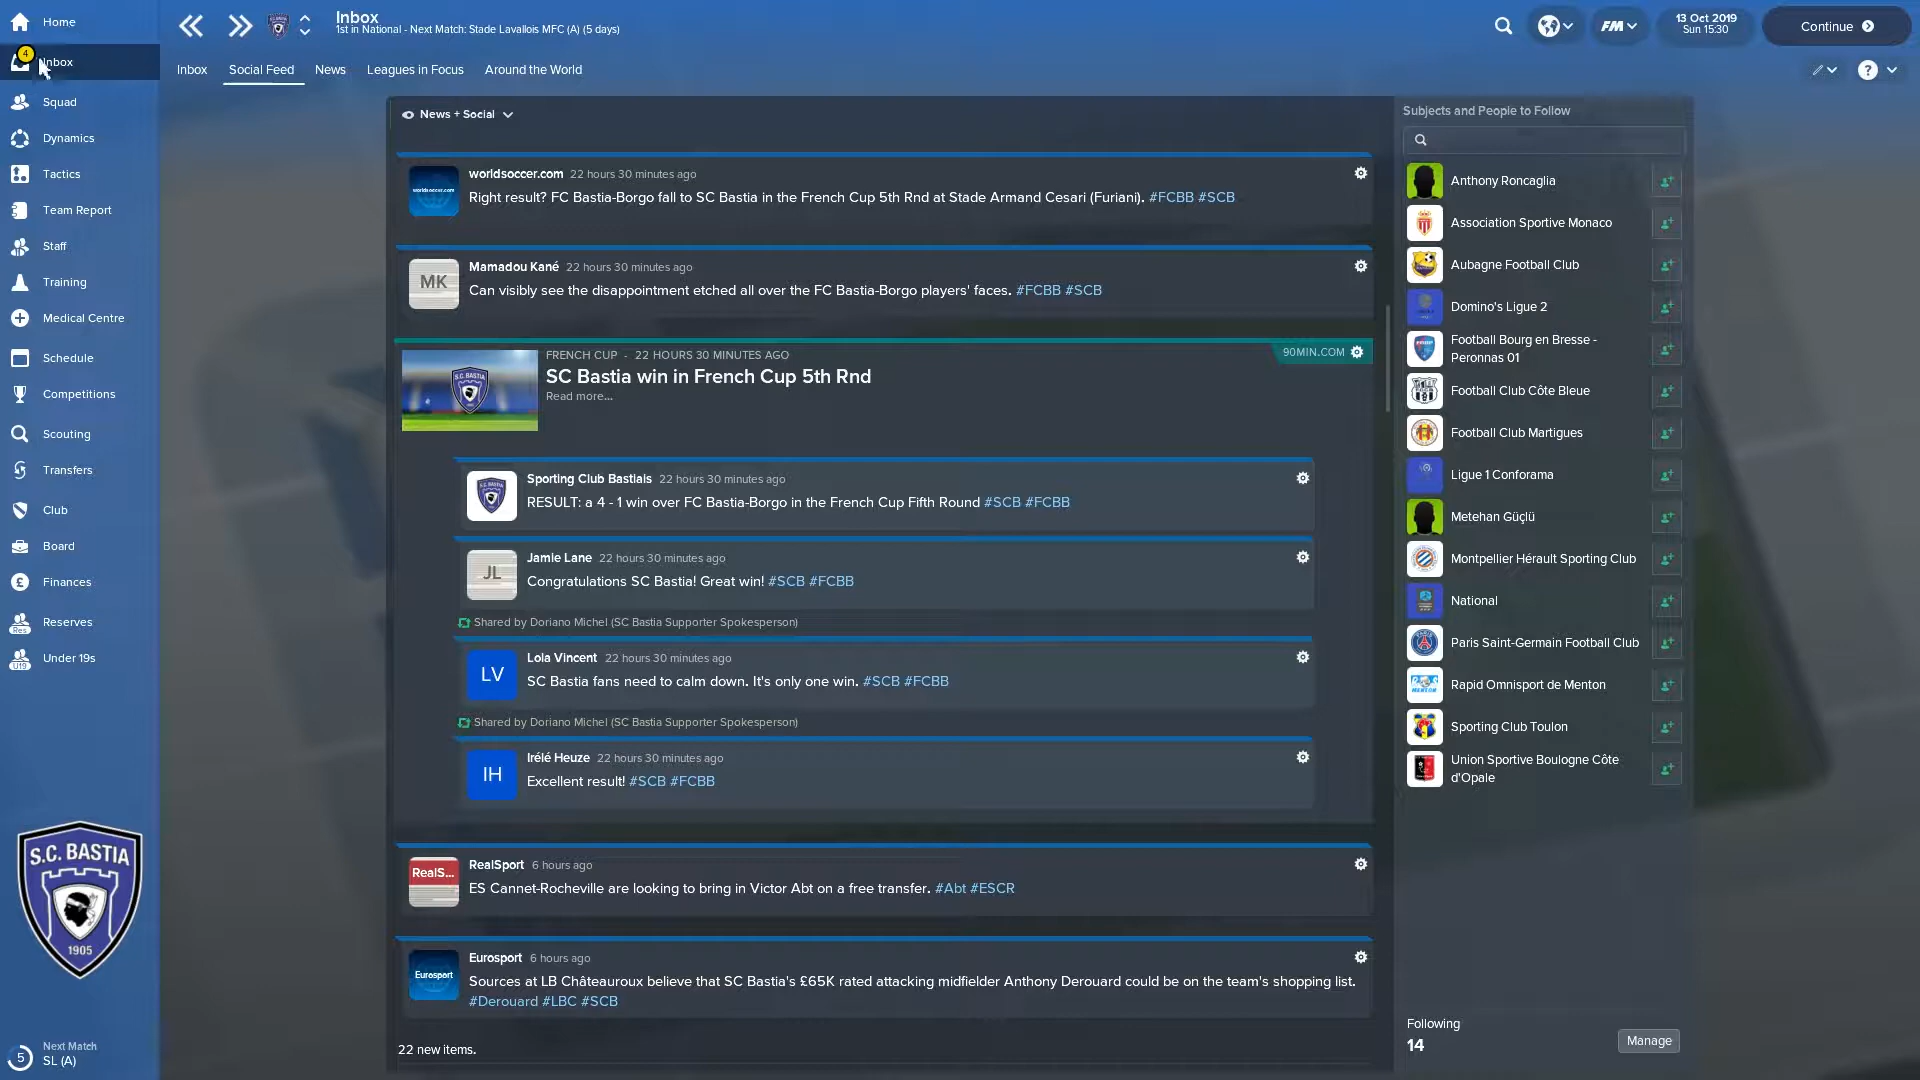 Home
Inbox
1st in National - Next Match: Stade Lavallois MFC (A) (5 days)
FM
13 Oct 2019
Sun 15:30
Continue
4
Inbox
Inbox
Social Feed
News
Leagues in Focus
Around the World
?
Squad
Dynamics
Tactics
Team Report
Staff
Training
Medical Centre
Schedule
Competitions
Scouting
Transfers
Club
Board
£
Finances
Res
Reserves
U19
Under 19s
S.C. BASTIA
1905
5
Next Match
SL (A)
News + Social
worldsoccer.com
worldsoccer.com 22 hours 30 minutes ago
Right result? FC Bastia-Borgo fall to SC Bastia in the French Cup 5th Rnd at Stade Armand Cesari (Furiani). #FCBB #SCB
MK
Mamadou Kané 22 hours 30 minutes ago
Can visibly see the disappointment etched all over the FC Bastia-Borgo players' faces. #FCBB #SCB
FRENCH CUP - 22 HOURS 30 MINUTES AGO
90MIN.COM
S.C. BASTIA
SC Bastia win in French Cup 5th Rnd
Read more...
Sporting Club Bastiais 22 hours 30 minutes ago
RESULT: a 4 - 1 win over FC Bastia-Borgo in the French Cup Fifth Round #SCB #FCBB
JL
Jamie Lane 22 hours 30 minutes ago
Congratulations SC Bastia! Great win! #SCB #FCBB
Shared by Doriano Michel (SC Bastia Supporter Spokesperson)
LV
Lola Vincent 22 hours 30 minutes ago
SC Bastia fans need to calm down. It's only one win. #SCB #FCBB
Shared by Doriano Michel (SC Bastia Supporter Spokesperson)
IH
Irélé Heuze 22 hours 30 minutes ago
Excellent result! #SCB #FCBB
RealS...
RealSport 6 hours ago
ES Cannet-Rocheville are looking to bring in Victor Abt on a free transfer. #Abt #ESCR
Eurosport
Eurosport 6 hours ago
Sources at LB Châteauroux believe that SC Bastia's £65K rated attacking midfielder Anthony Derouard could be on the team's shopping list.
#Derouard #LBC #SCB
22 new items.
Subjects and People to Follow
Anthony Roncaglia
Association Sportive Monaco
Aubagne Football Club
Domino's Ligue 2
Football Bourg en Bresse -
Peronnas 01
Football Club Côte Bleue
Football Club Martigues
Ligue 1 Conforama
Metehan Güçlü
Montpellier Hérault Sporting Club
National
Paris Saint-Germain Football Club
Rapid Omnisport de Menton
Sporting Club Toulon
Union Sportive Boulogne Côte
d'Opale
Following
14
Manage